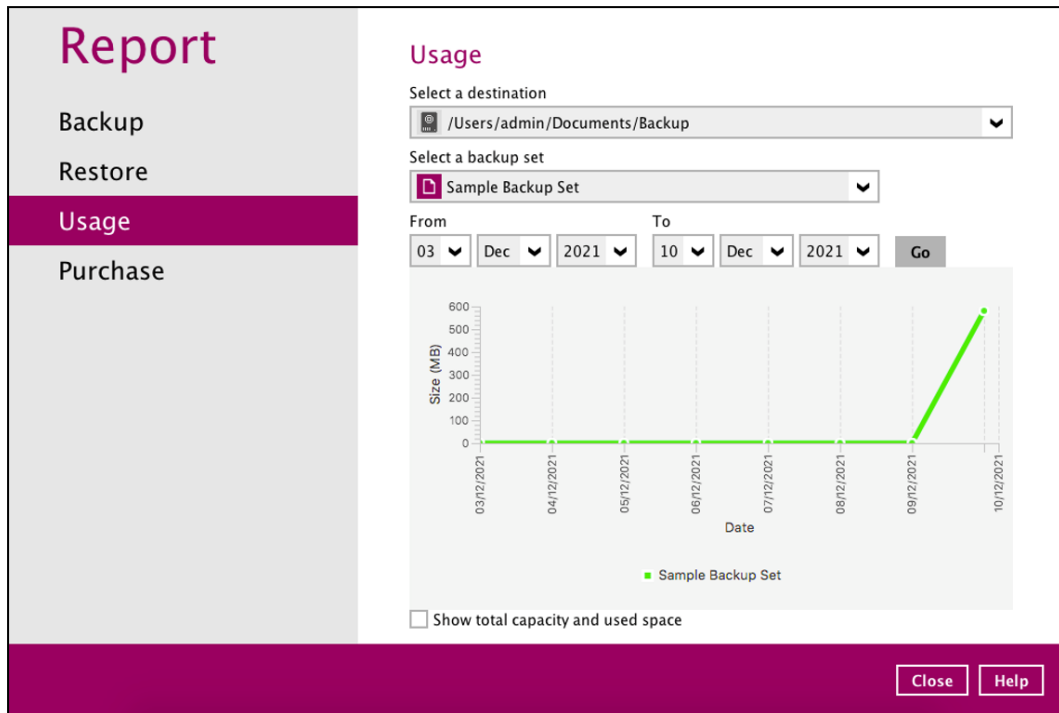 Report
Backup
Restore
Usage
Purchase
Usage
Select a destination
/Users/admin/Documents/Backup
Select a backup set
Sample Backup Set
From To
03 Dec 2021 10 Dec 2021 Go
600
500
400
300
200
100
0
Size (MB)
03/12/2021
04/12/2021
05/12/2021
06/12/2021
07/12/2021
08/12/2021
09/12/2021
10/12/2021
Date
Sample Backup Set
Show total capacity and used space
Close Help